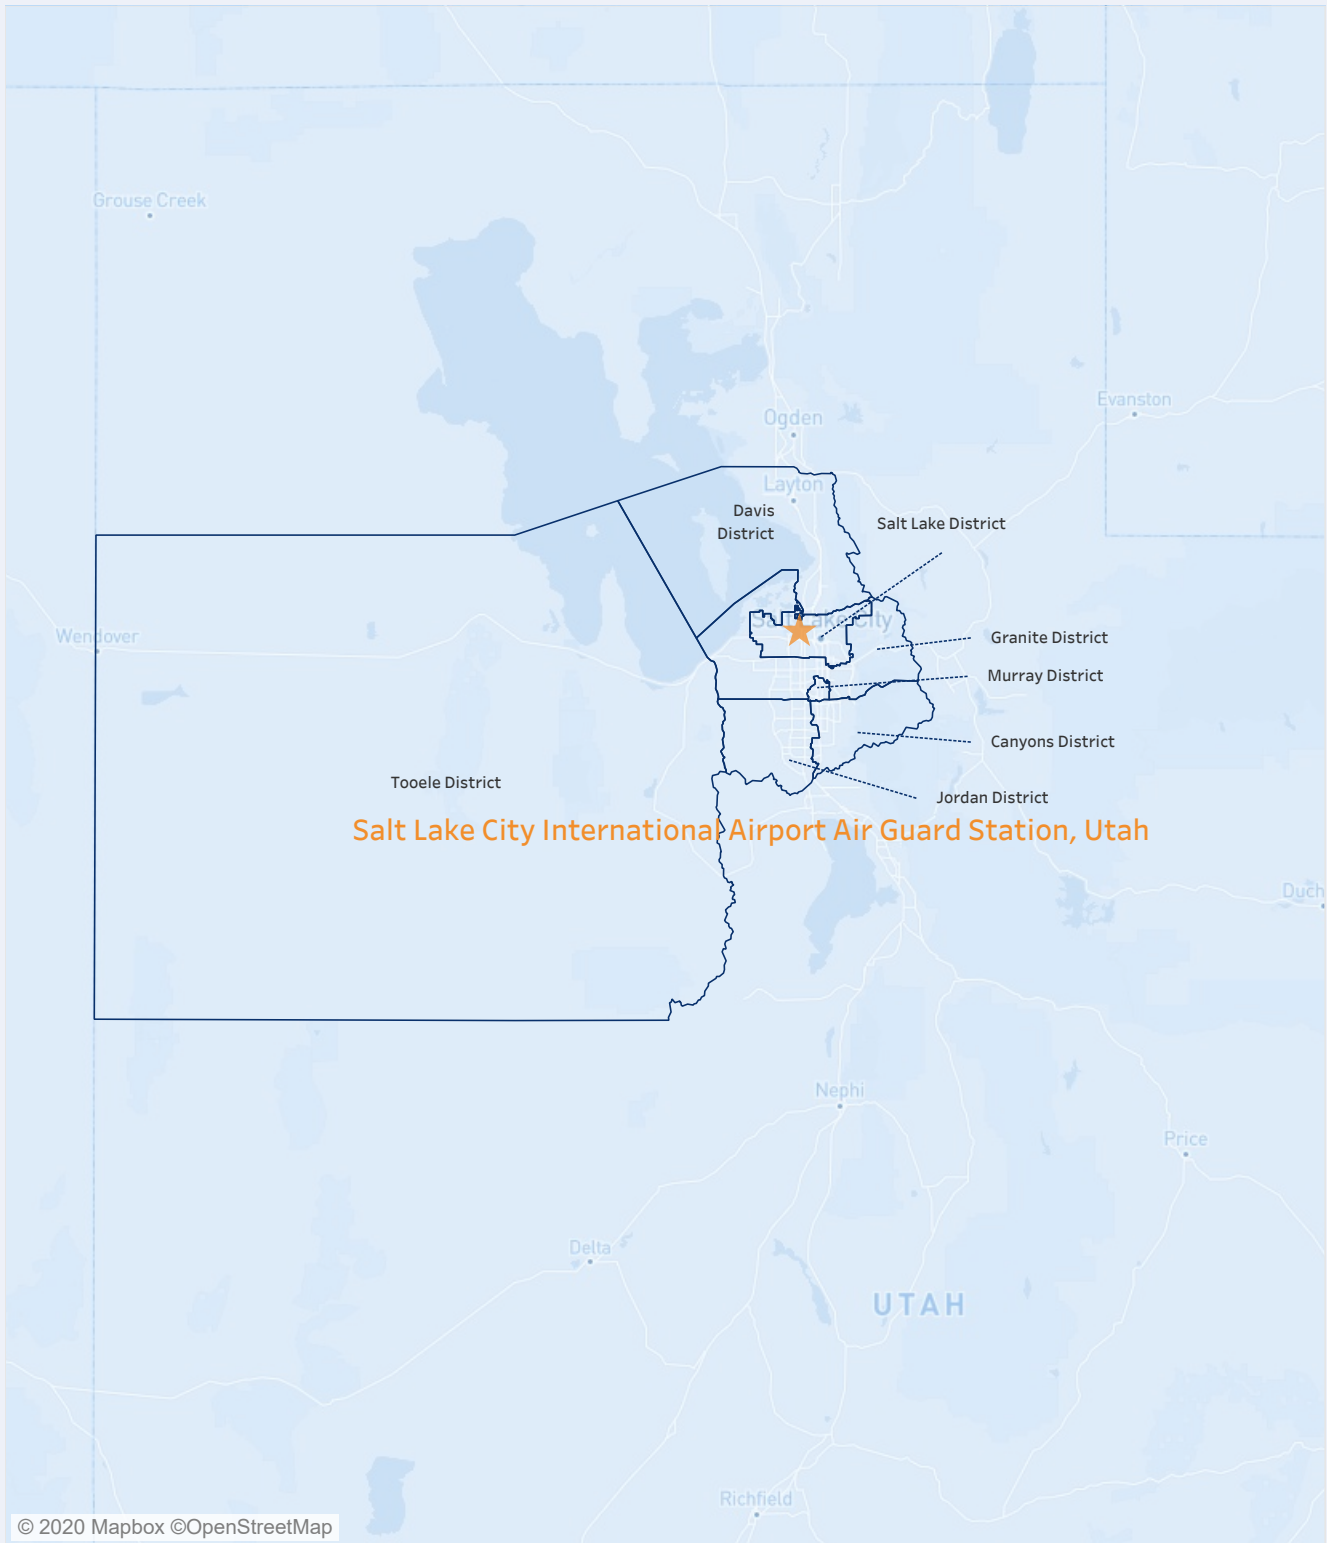 Grouse Creek
Evanston
Ogden
Layton
Davis
District
Salt Lake District
Salt Lake City
Wendover
Granite District
Murray District
Canyons District
Tooele District
Jordan District
Salt Lake City International Airport Air Guard Station, Utah
Duch
Nephi
Price
Delta
UTAH
Richfield
© 2020 Mapbox ©OpenStreetMap